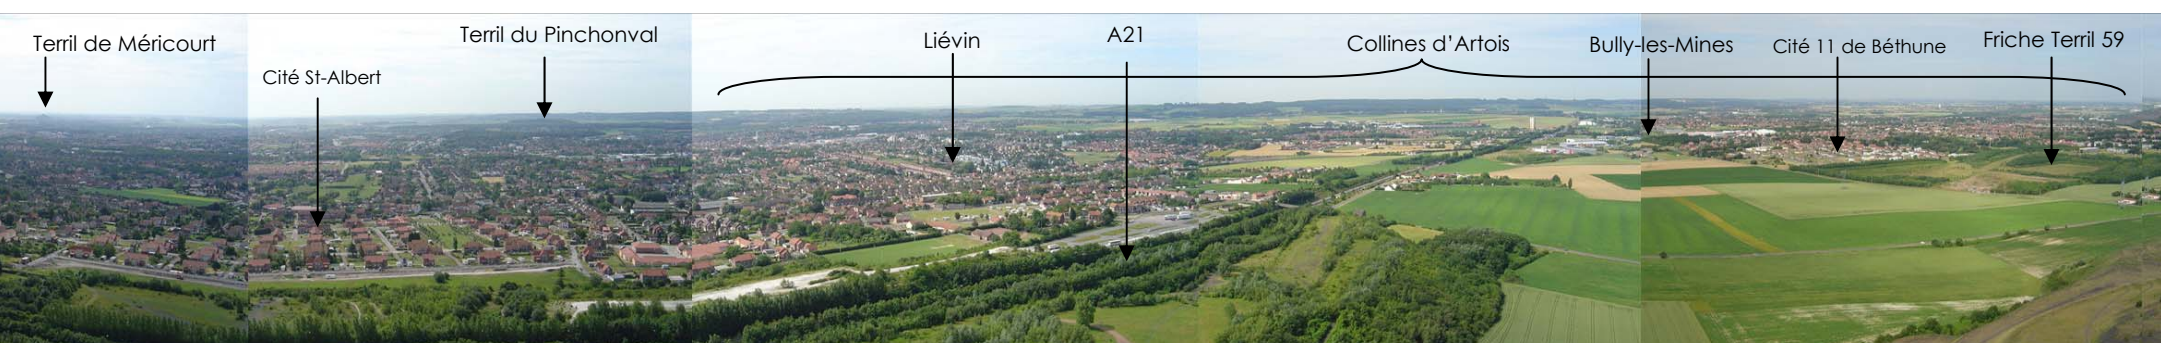 Terril de Méricourt
Cité St-Albert
Terril du Pinchonval
Liévin
A21
Collines d'Artois
Bully-les-Mines
Cité 11 de Béthune
Friche Terril 59